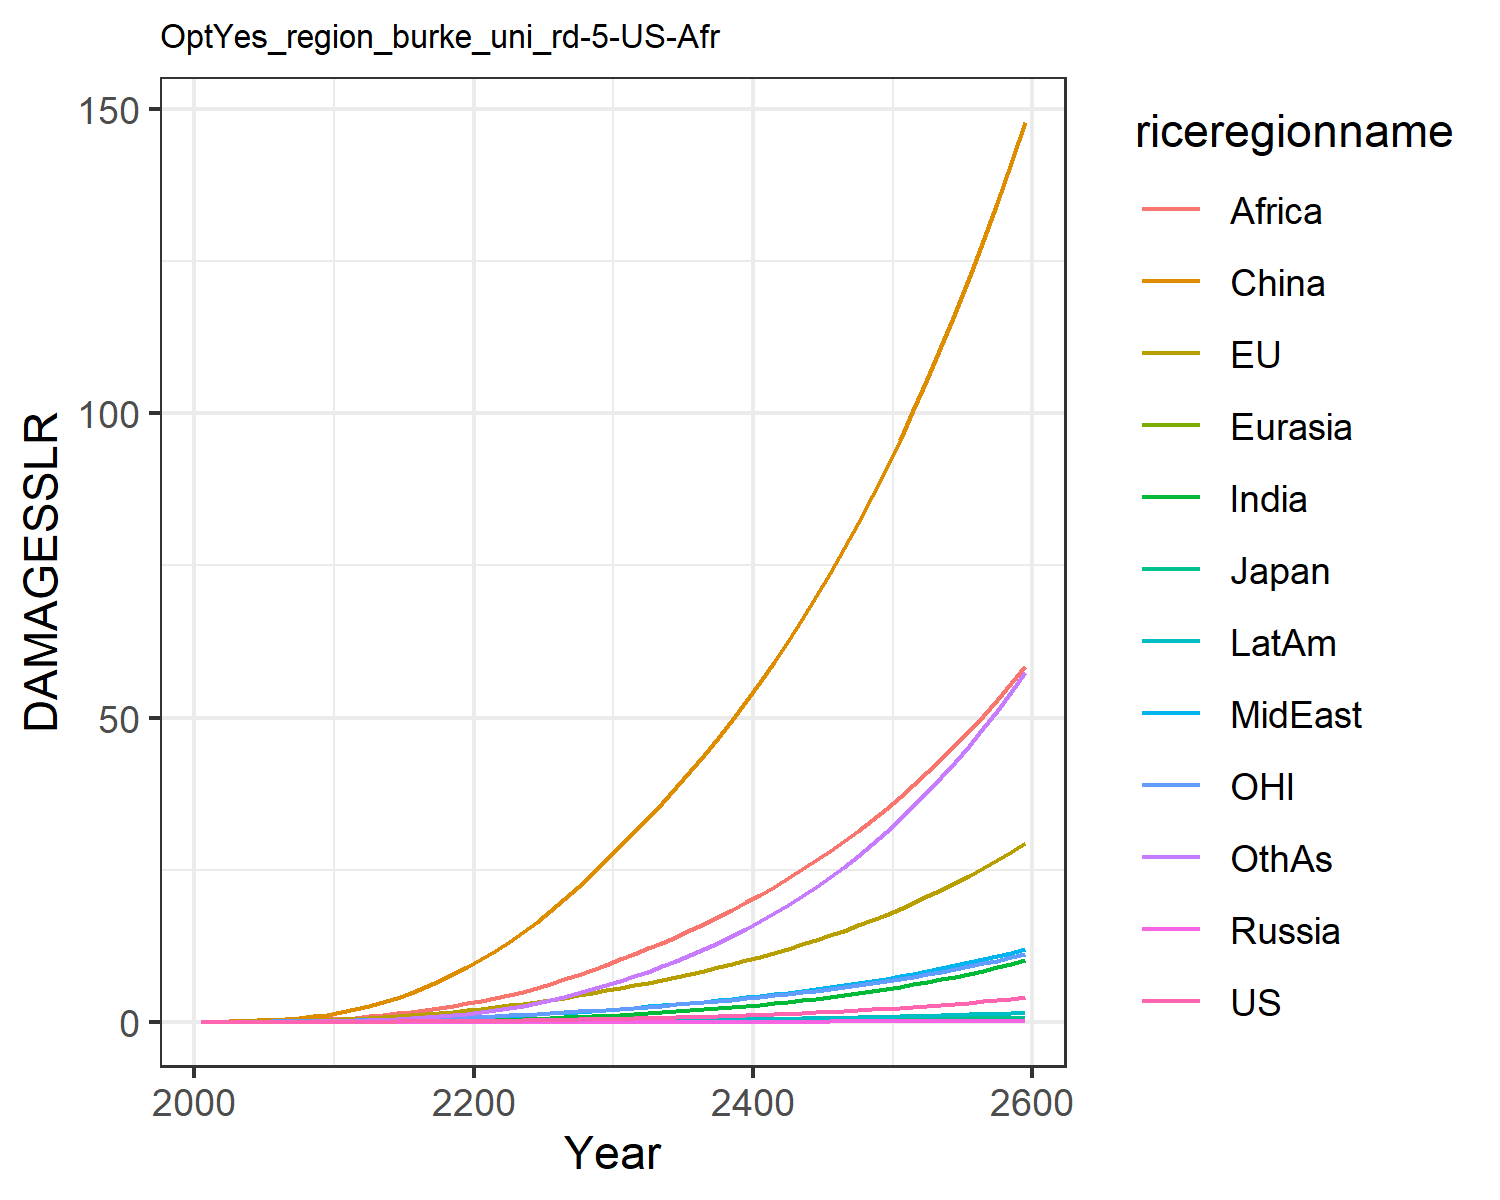 OptYes_region_burke_uni_rd-5-US-Afr
150
100
50
0
DAMAGESSLR
2000
2200
2400
2600
Year
riceregionname
Africa
China
EU
Eurasia
India
Japan
LatAm
MidEast
OHI
OthAs
Russia
US